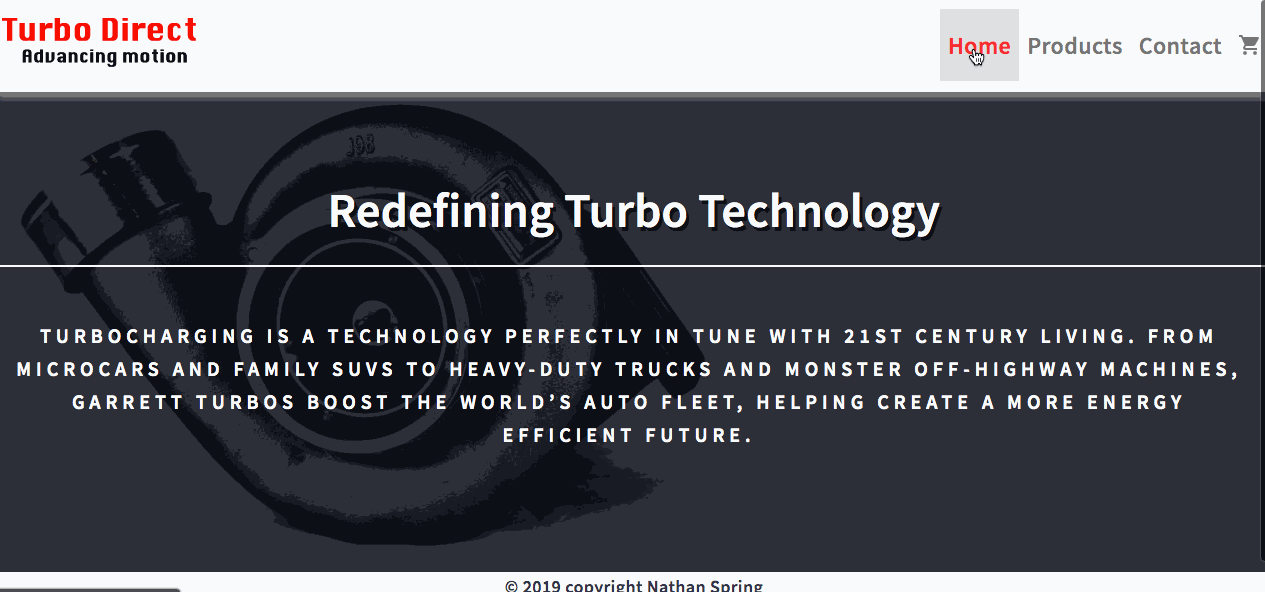 Turbo Direct
Advancing motion
Home Products Contact
JDB
Redefining Turbo Technology
TURBOCHARGING IS A TECHNOLOGY PERFECTLY IN TUNE WITH 21ST CENTURY LIVING. FROM
MICROCARS AND FAMILY SUVS TO HEAVY-DUTY TRUCKS AND MONSTER OFF-HIGHWAY MACHINES,
GARRETT TURBOS BOOST THE WORLD’S AUTO FLEET, HELPING CREATE A MORE ENERGY
EFFICIENT FUTURE.
© 2019 copyright Nathan Spring